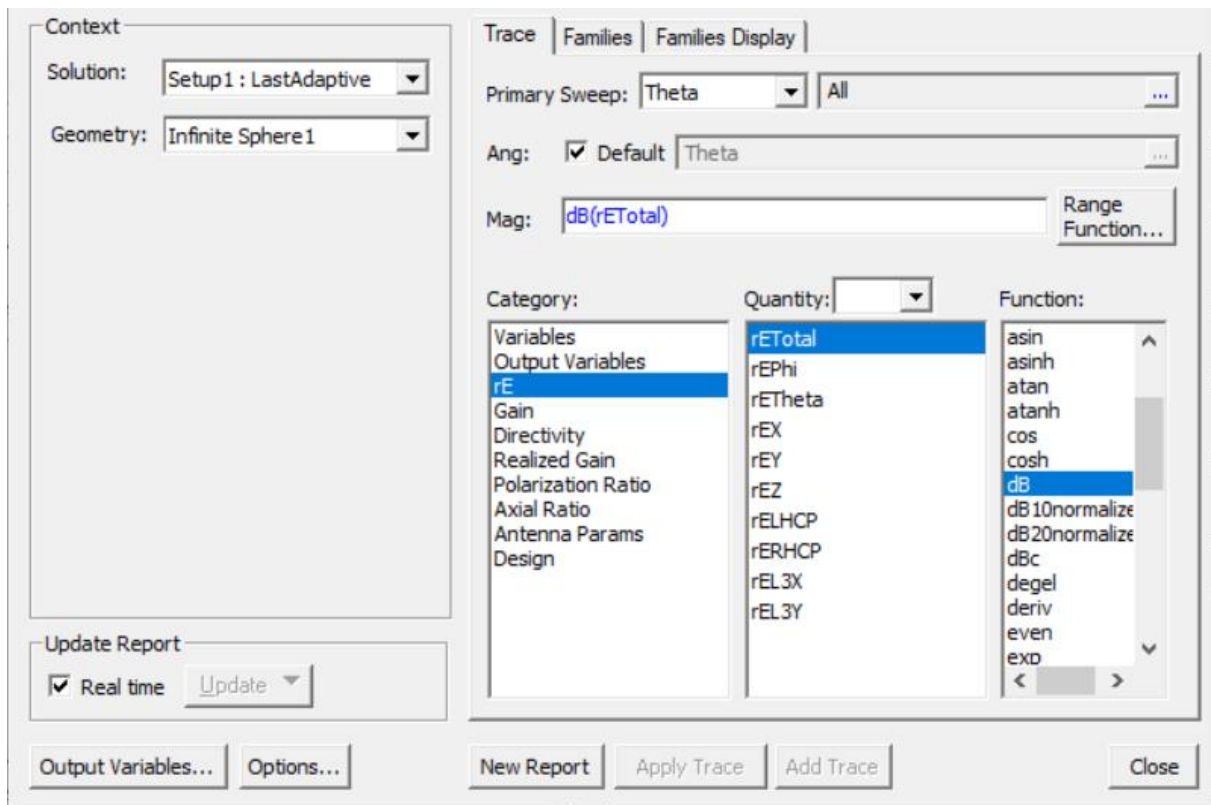 Context
Solution: Setup1 : LastAdaptive
Geometry: Infinite Sphere1
Update Report
Real time Update
Output Variables... Options...
Trace Families Families Display
Primary Sweep: Theta All ...
Ang: Default Theta ...
Mag: dB(rETotal) Range
Function...
Category:
Variables
Output Variables
rE
Gain
Directivity
Realized Gain
Polarization Ratio
Axial Ratio
Antenna Params
Design
Quantity:
rETotal
rEPhi
rETheta
rEX
rEY
rEZ
rELHCP
rERHCP
rEL3X
rEL3Y
Function:
asin
asinh
atan
atanh
cos
cosh
dB
dB10normalize
dB20normalize
dBc
degel
deriv
even
exp
New Report Apply Trace Add Trace Close